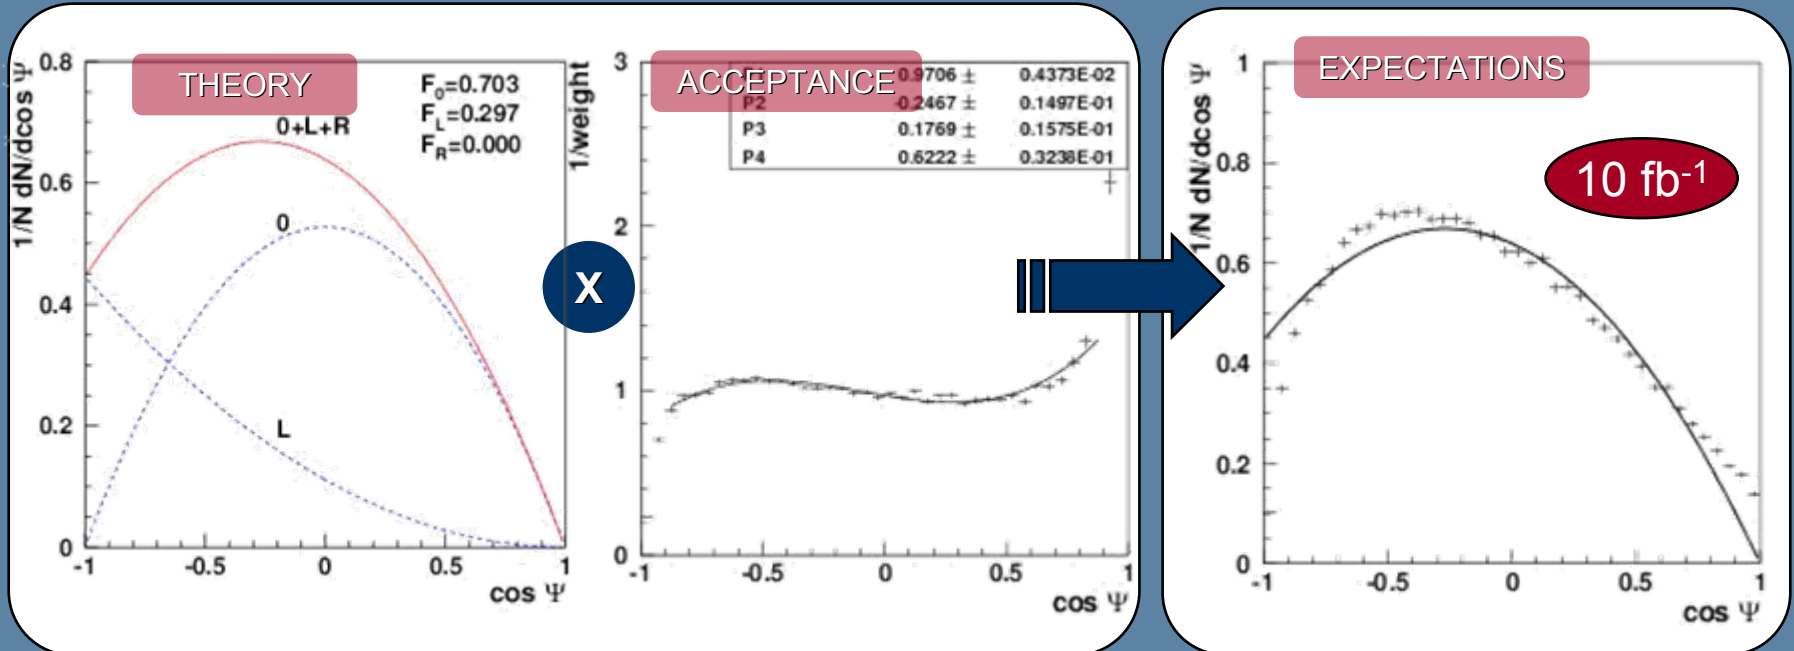 THEORY
1/N dN/dcos Ψ
0.8
0.6
0.4
0.2
0
F0=0.703
FL=0.297
FR=0.000
0+L+R
0
L
-1 -0.5 0 0.5 1
cos Ψ
X
ACCEPTANCE
1/weight
3
2
1
0
0.9706 ± 0.4373E-02
P2 -0.2467 ± 0.1497E-01
P3 0.1769 ± 0.1575E-01
P4 0.6222 ± 0.3238E-01
-1 -0.5 0 0.5 1
cos Ψ
EXPECTATIONS
1/N dN/dcos Ψ
1
0.8
0.6
0.4
0.2
0
10 fb-1
-1 -0.5 0 0.5 1
cos Ψ